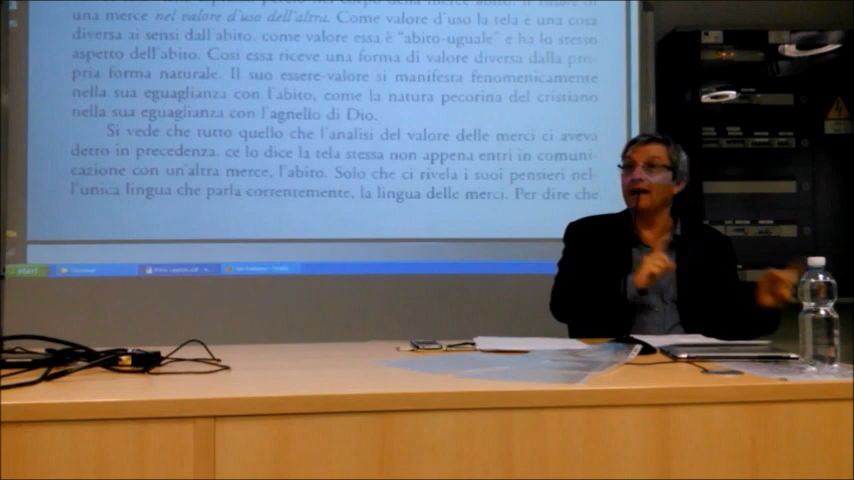 una merce nel valore d'uso dell'altra. Come valore d'uso la tela è una cosa
diversa ai sensi dall'abito, come valore essa è "abito-uguale" e ha lo stesso
aspetto dell'abito. Così essa riceve una forma di valore diversa dalla pro-
pria forma naturale. Il suo essere-valore si manifesta fenomenicamente
nella sua eguaglianza con l'abito, come la natura pecorina del cristiano
nella sua eguaglianza con l'agnello di Dio.
Si vede che tutto quello che l'analisi del valore delle merci ci aveva
detto in precedenza, ce lo dice la tela stessa non appena entri in comuni-
cazione con un'altra merce, l'abito. Solo che ci rivela i suoi pensieri nel-
l'unica lingua che parla correntemente, la lingua delle merci. Per dire che
start